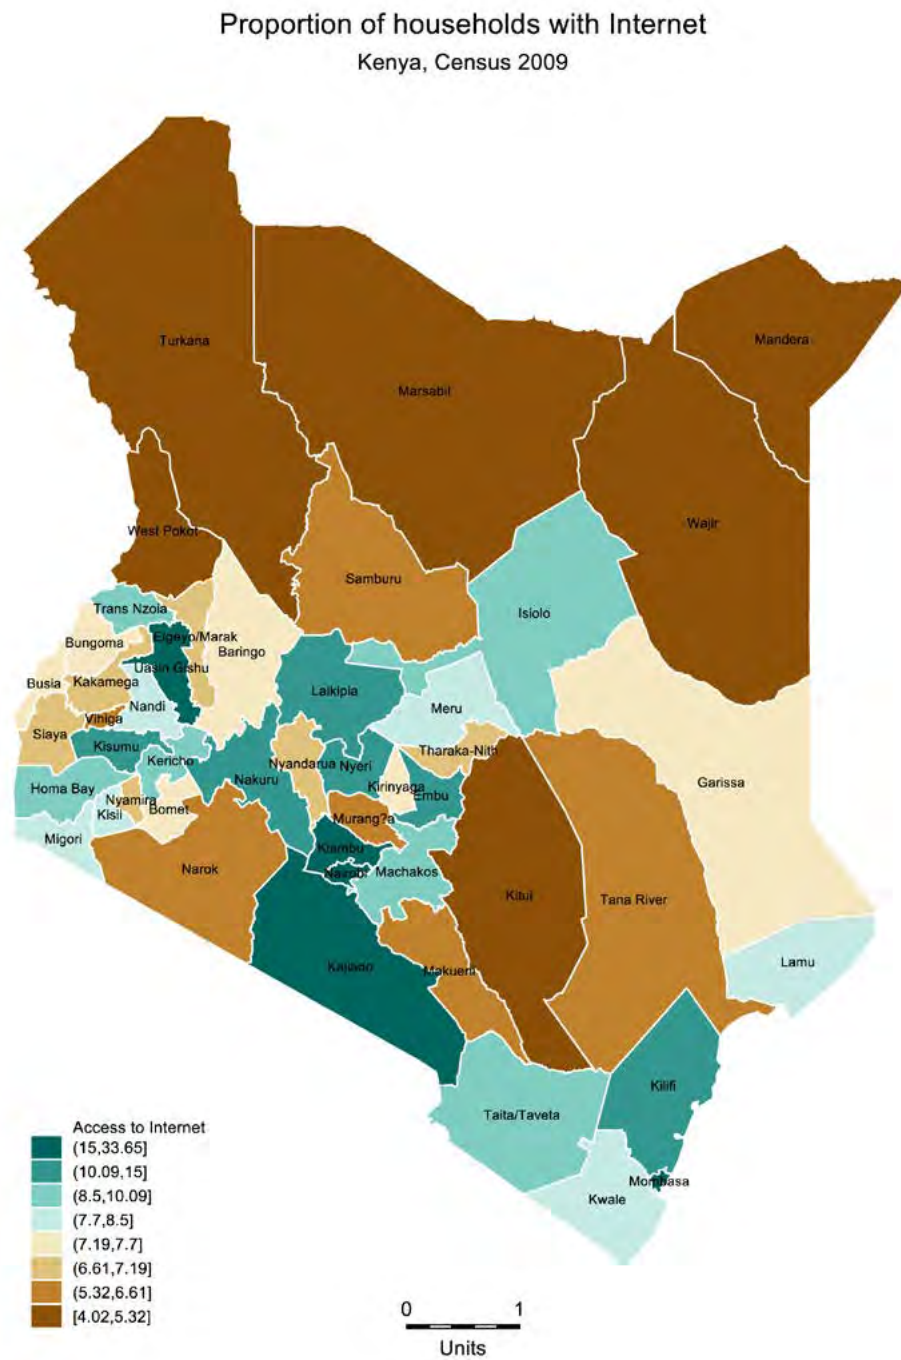 Proportion of households with Internet
Kenya, Census 2009
Turkana
Mandera
Marsabit
Wajir
West Pokot
Samburu
Trans Nzoia
Isiolo
Elgeyo/Marak
Bungoma
Baringo
Uasin Gishu
Busia
Kakamega
Laikipia
Nandi
Meru
Vihiga
Siaya
Kisumu
Tharaka-Nith
Kericho
Nyandarua
Nyeri
Nakuru
Garissa
Homa Bay
Kirinyaga
Embu
Nyamira
Bomet
Kisii
Murang?a
Migori
Kiambu
Narok
Nairobi
Machakos
Kitui
Tana River
Lamu
Kajiado
Makueni
Kilifi
Taita/Taveta
Mombasa
Kwale
Access to Internet
(15,33.65]
(10.09,15]
(8.5,10.09]
(7.7,8.5]
(7.19,7.7]
(6.61,7.19]
(5.32,6.61]
[4.02,5.32]
0 1
Units